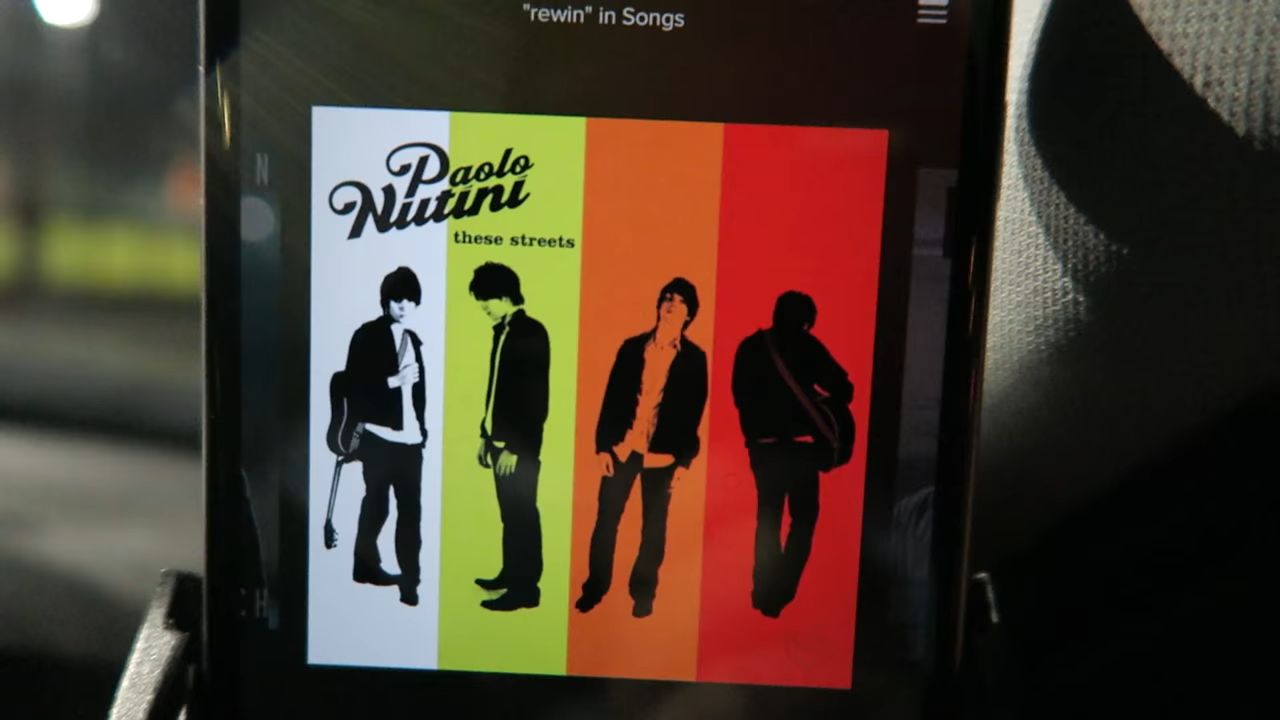 "rewin" in Songs
Paolo
Nutini
these streets
N